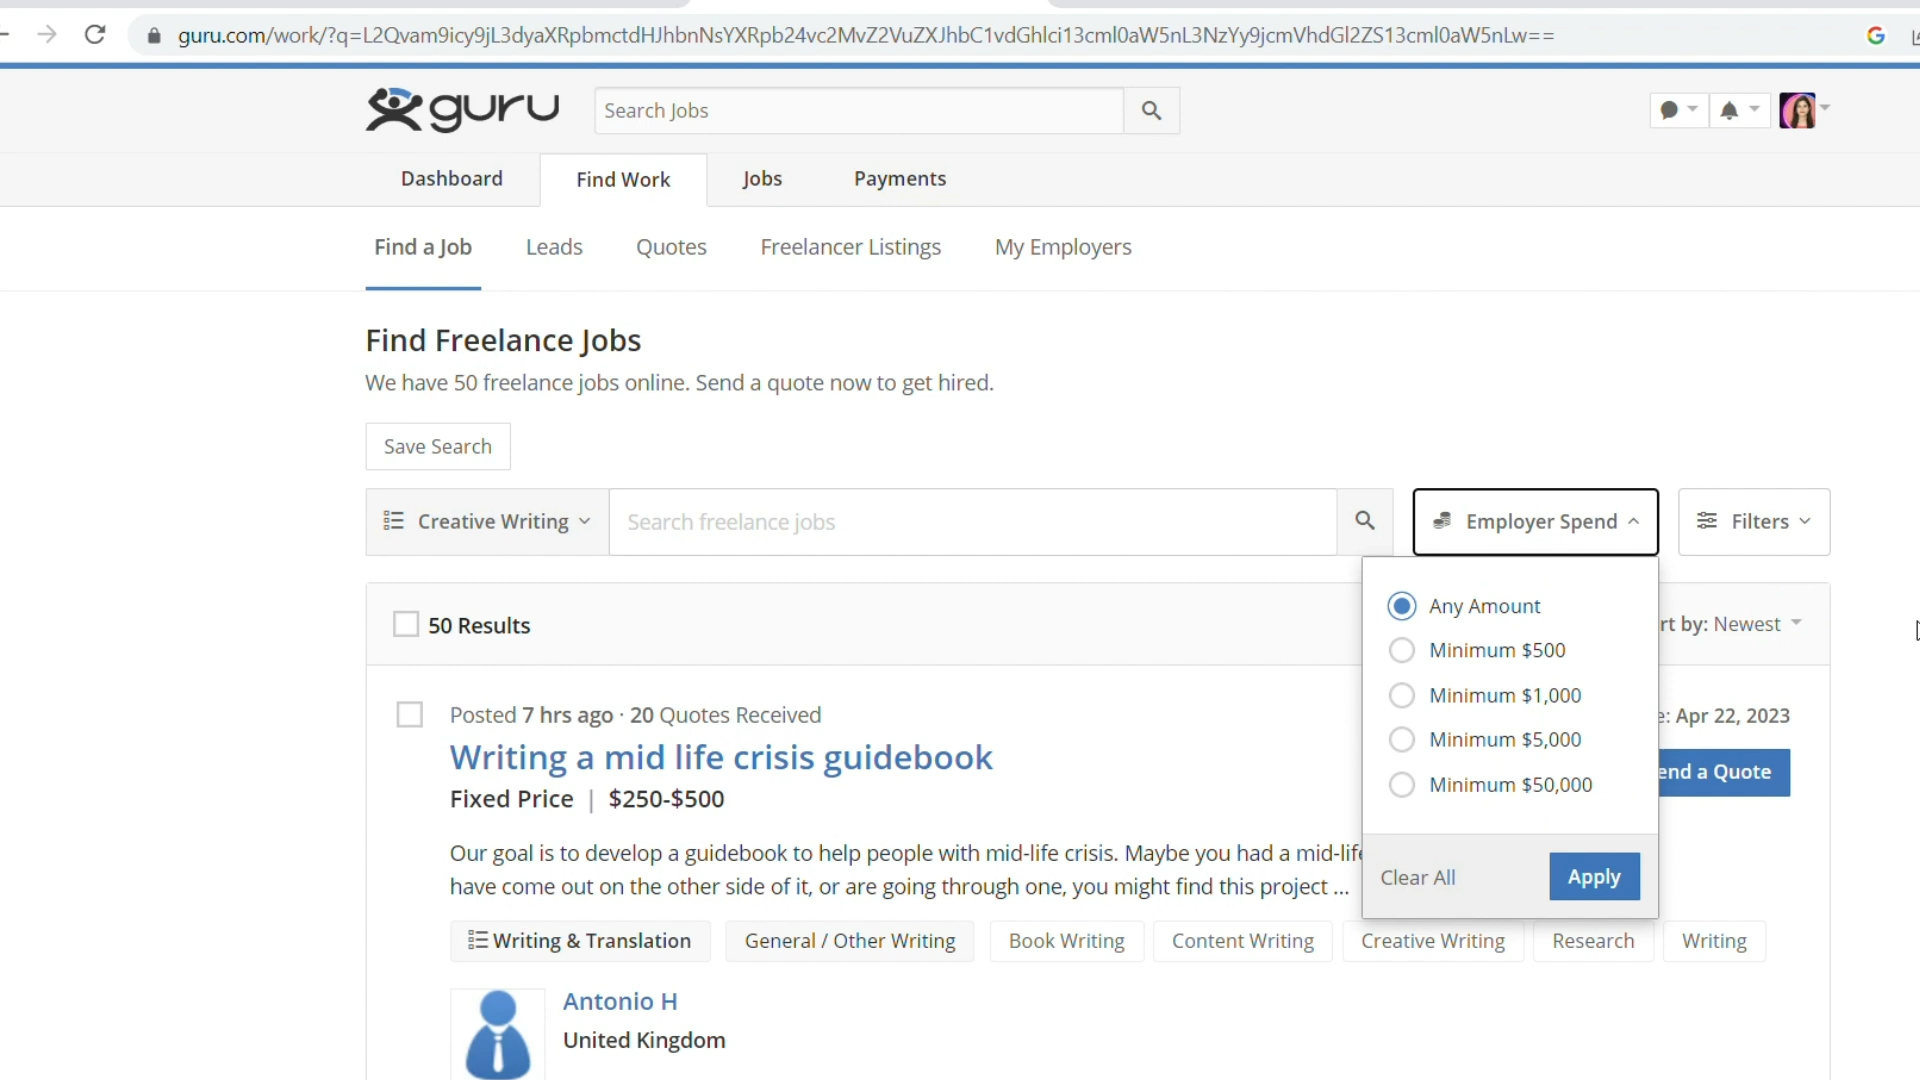 guru.com/work/?q=L2Qvam9icy9jL3dyaXRpbmctdHJhbnNsYXRpb24vc2MvZ2VuZXJhbC1vdGhlci13cml0aW5nL3NzYy9jcmVhdGl2ZS13cml0aW5nLw==
guru
Search Jobs
Dashboard Find Work Jobs Payments
Find a Job Leads Quotes Freelancer Listings My Employers
Find Freelance Jobs
We have 50 freelance jobs online. Send a quote now to get hired.
Save Search
Creative Writing Search freelance jobs Employer Spend Filters
50 Results
rt by: Newest
Any Amount
Minimum $500
Minimum $1,000
Minimum $5,000
Minimum $50,000
Clear All Apply
Posted 7 hrs ago · 20 Quotes Received
e: Apr 22, 2023
Writing a mid life crisis guidebook
end a Quote
Fixed Price | $250-$500
Our goal is to develop a guidebook to help people with mid-life crisis. Maybe you had a mid-life
have come out on the other side of it, or are going through one, you might find this project ...
Writing & Translation General / Other Writing Book Writing Content Writing Creative Writing Research Writing
Antonio H
United Kingdom